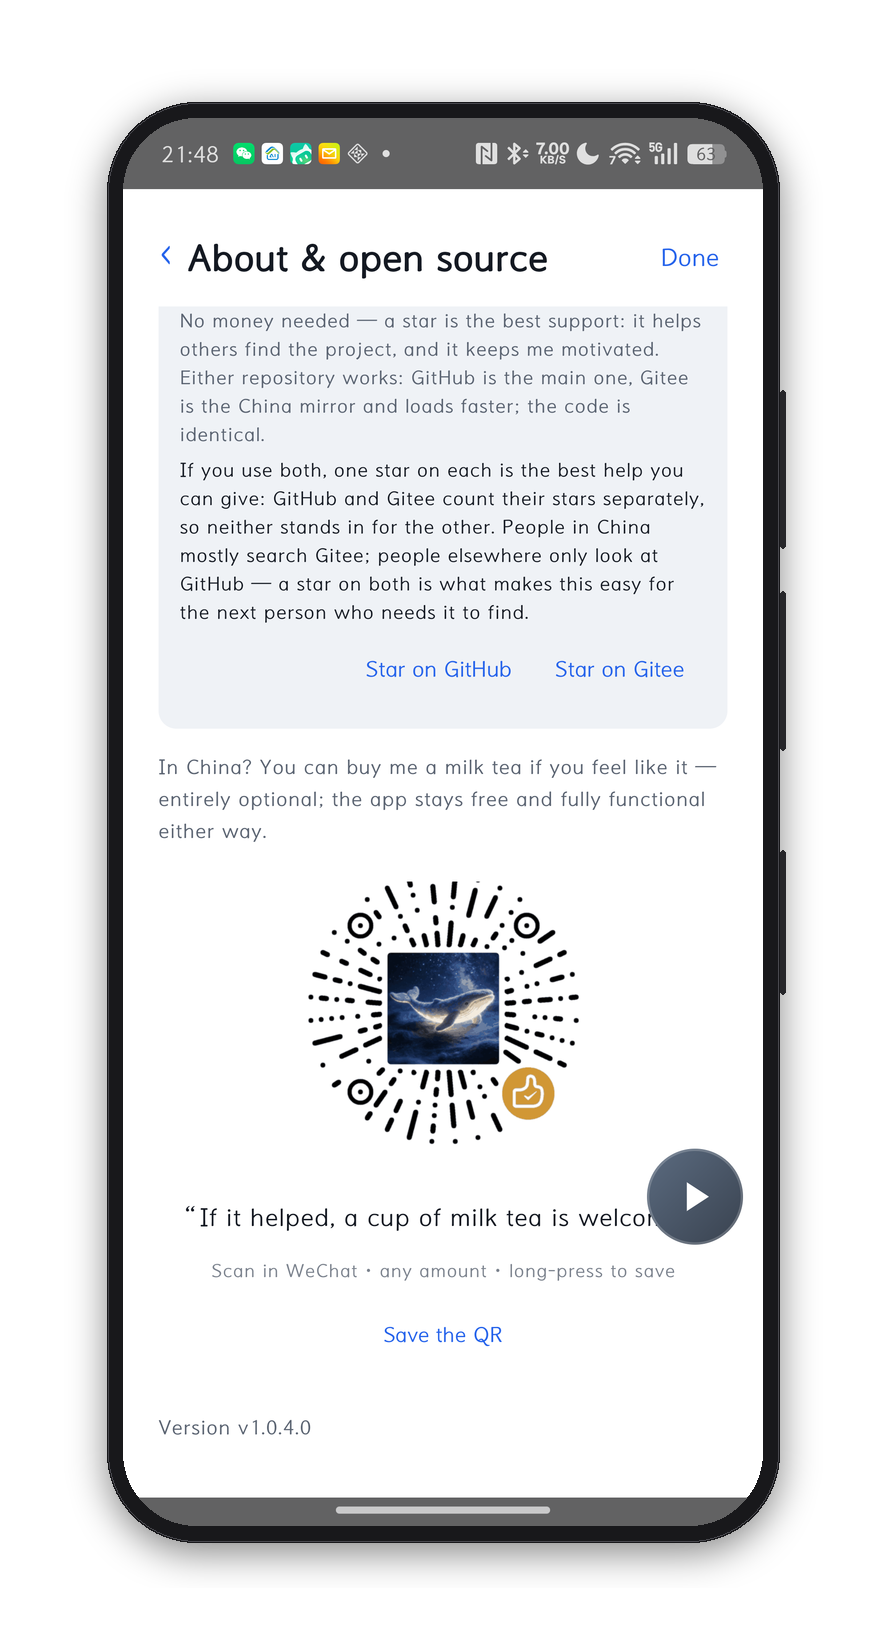 21:48
7.00
KB/S
5G
63
About & open source
Done
No money needed — a star is the best support: it helps
others find the project, and it keeps me motivated.
Either repository works: GitHub is the main one, Gitee
is the China mirror and loads faster; the code is
identical.
If you use both, one star on each is the best help you
can give: GitHub and Gitee count their stars separately,
so neither stands in for the other. People in China
mostly search Gitee; people elsewhere only look at
GitHub — a star on both is what makes this easy for
the next person who needs it to find.
Star on GitHub
Star on Gitee
In China? You can buy me a milk tea if you feel like it —
entirely optional; the app stays free and fully functional
either way.
“If it helped, a cup of milk tea is
Scan in WeChat · any amount · long-press to save
Save the QR
Version v1.0.4.0